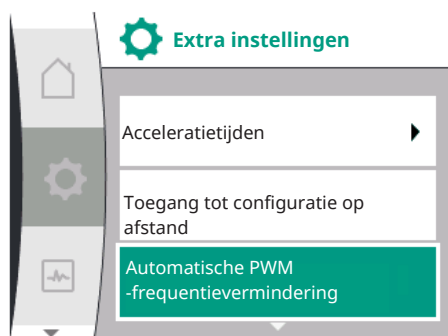 Extra instellingen
Acceleratietijden
Toegang tot configuratie op
afstand
Automatische PWM
-frequentievermindering